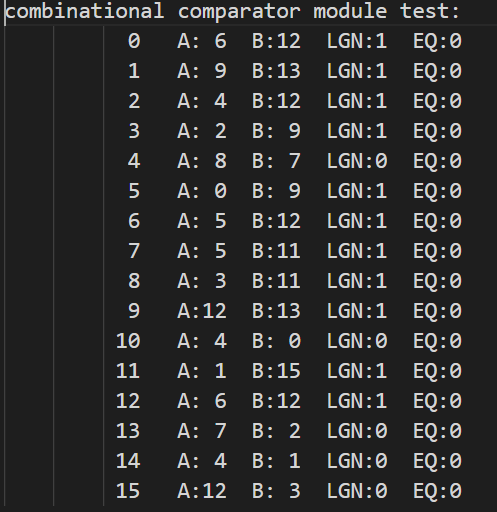 combinational comparator module test:
0 A: 6 B:12 LGN:1 EQ:0
1 A: 9 B:13 LGN:1 EQ:0
2 A: 4 B:12 LGN:1 EQ:0
3 A: 2 B: 9 LGN:1 EQ:0
4 A: 8 B: 7 LGN:0 EQ:0
5 A: 0 B: 9 LGN:1 EQ:0
6 A: 5 B:12 LGN:1 EQ:0
7 A: 5 B:11 LGN:1 EQ:0
8 A: 3 B:11 LGN:1 EQ:0
9 A:12 B:13 LGN:1 EQ:0
10 A: 4 B: 0 LGN:0 EQ:0
11 A: 1 B:15 LGN:1 EQ:0
12 A: 6 B:12 LGN:1 EQ:0
13 A: 7 B: 2 LGN:0 EQ:0
14 A: 4 B: 1 LGN:0 EQ:0
15 A:12 B: 3 LGN:0 EQ:0